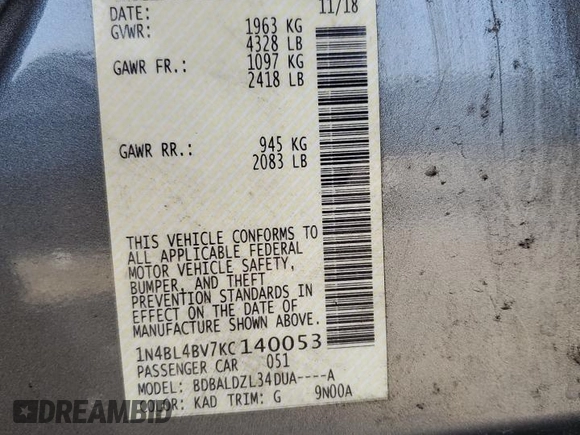 DATE: 11/18
GVWR: 1963 KG
4328 LB
GAWR FR.: 1097 KG
2418 LB
GAWR RR.: 945 KG
2083 LB
THIS VEHICLE CONFORMS TO
ALL APPLICABLE FEDERAL
MOTOR VEHICLE SAFETY,
BUMPER, AND THEFT
PREVENTION STANDARDS IN
EFFECT ON THE DATE OF
MANUFACTURE SHOWN ABOVE.
1N4BL4BV7KC140053
PASSENGER CAR 051
MODEL: BDBALDZL34DUA----A
COLOR: KAD TRIM: G 9N00A
DREAMBID